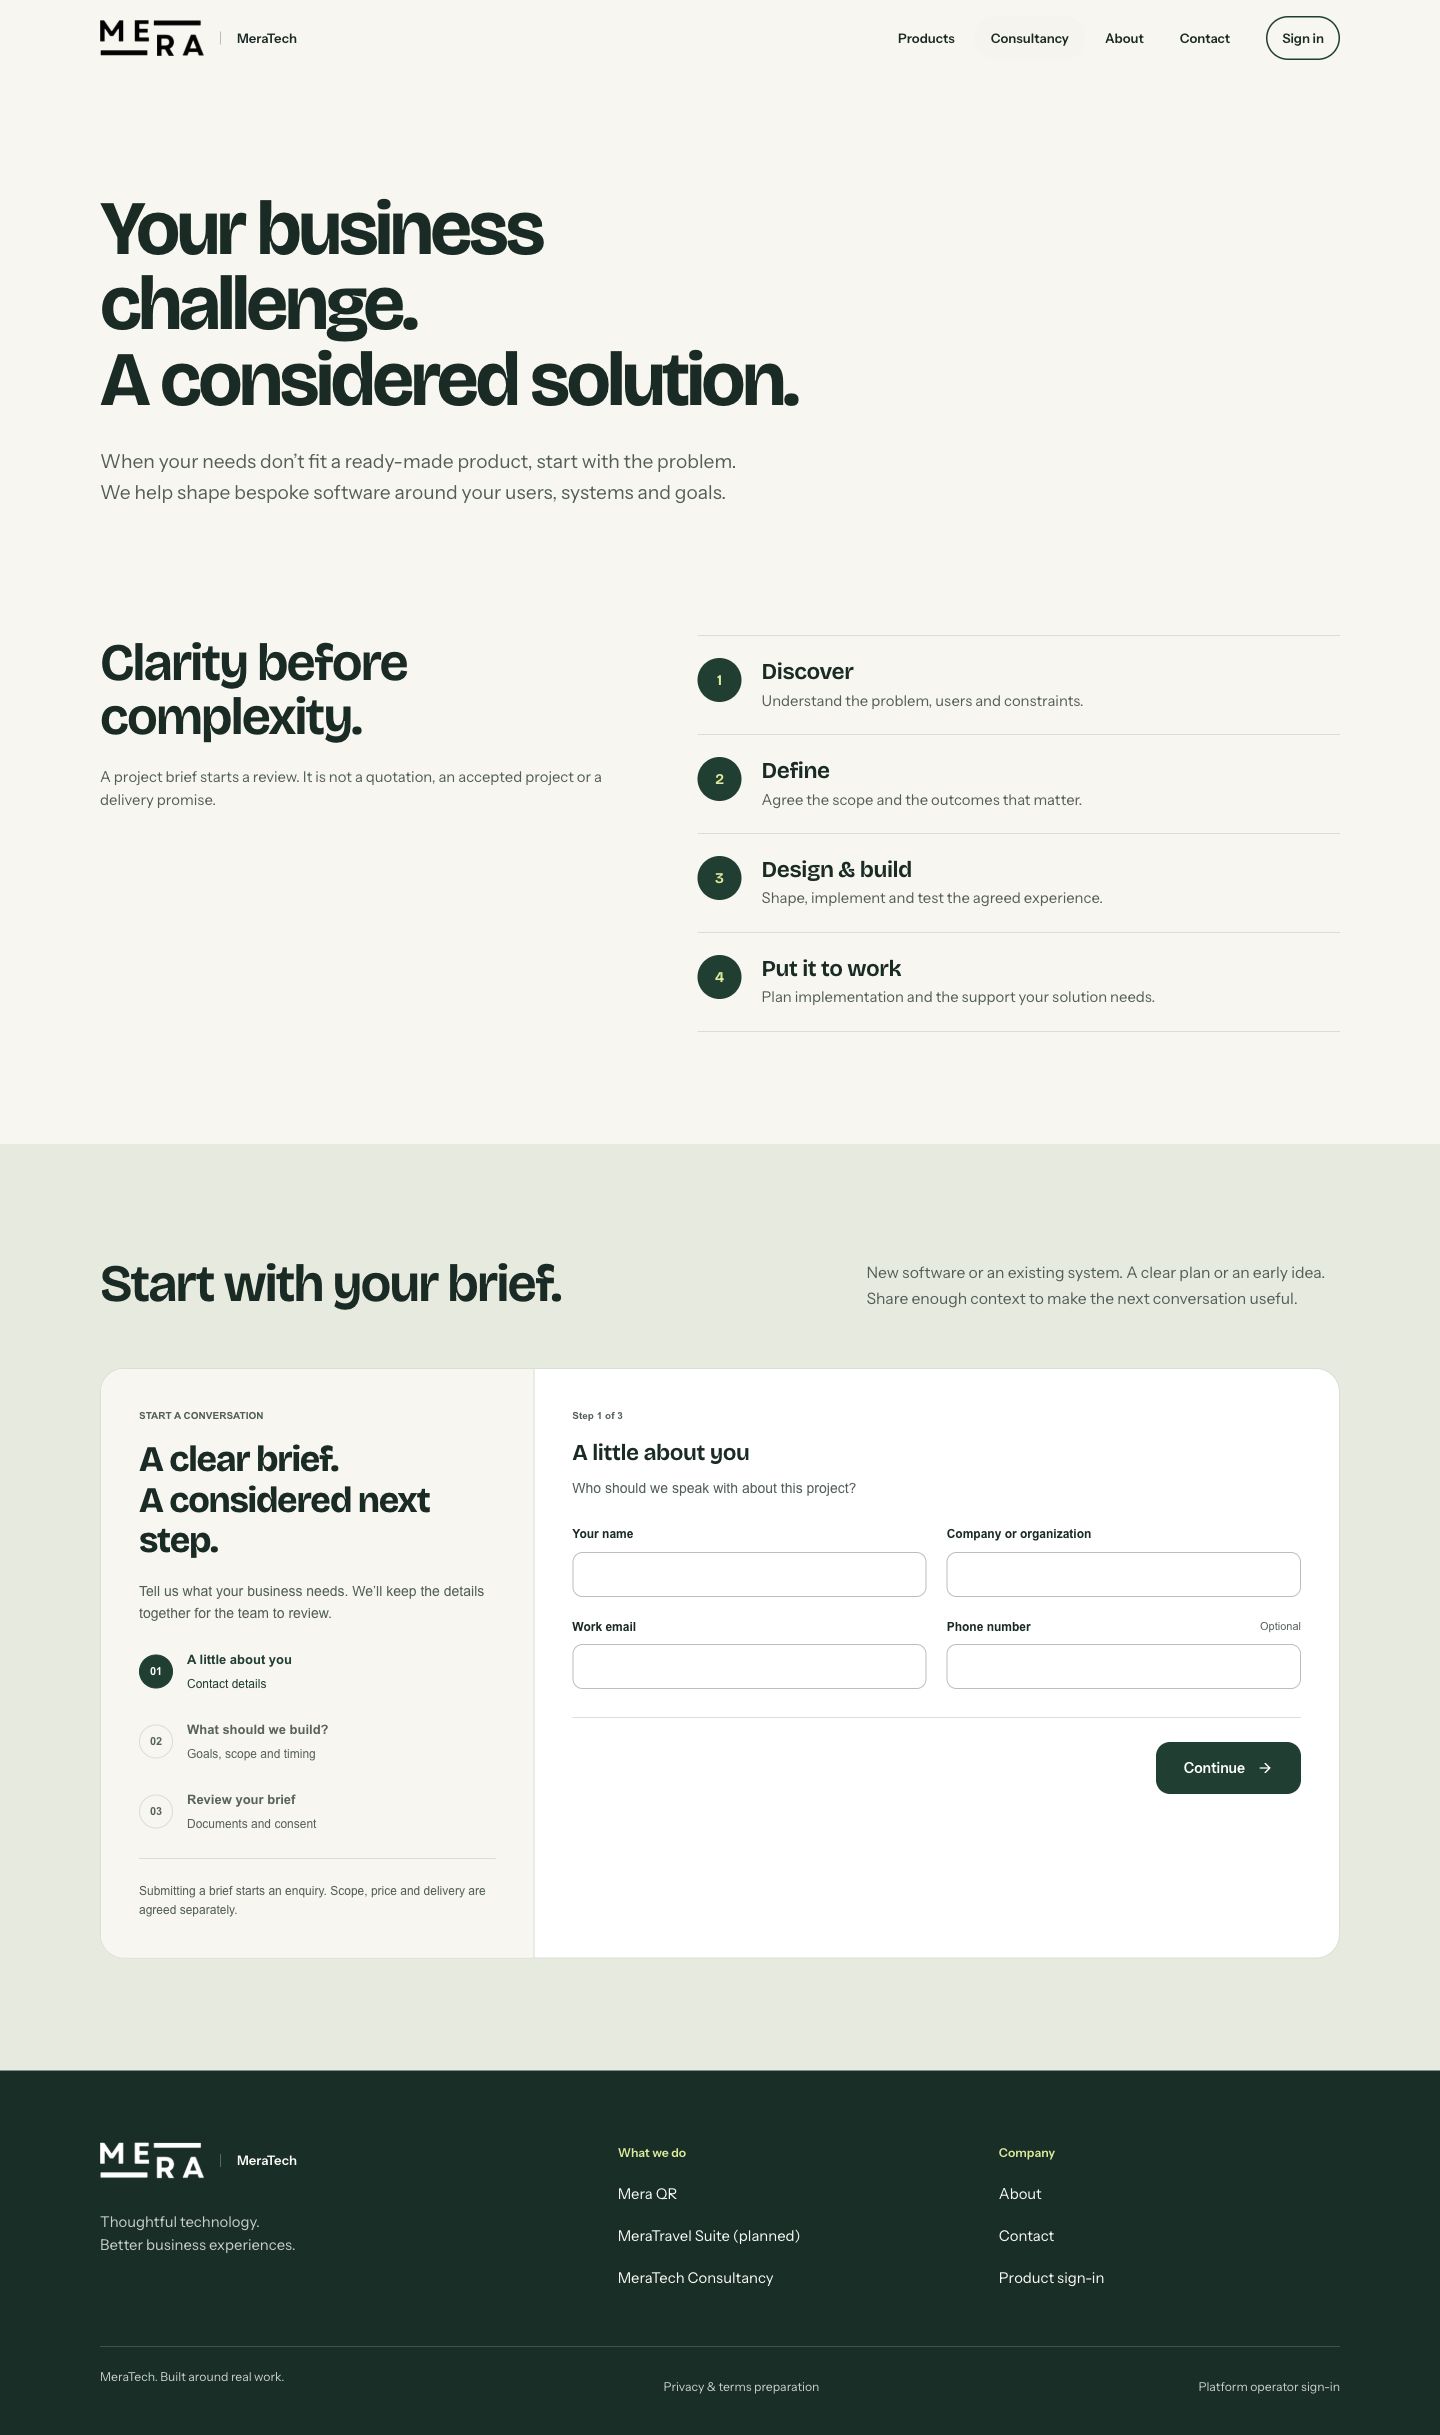 MERA
MeraTech
Products
Consultancy
About
Contact
Sign in
Your business
challenge.
A considered solution.
When your needs don’t fit a ready-made product, start with the problem.
We help shape bespoke software around your users, systems and goals.
Clarity before
complexity.
A project brief starts a review. It is not a quotation, an accepted project or a
delivery promise.
1
Discover
Understand the problem, users and constraints.
2
Define
Agree the scope and the outcomes that matter.
3
Design & build
Shape, implement and test the agreed experience.
4
Put it to work
Plan implementation and the support your solution needs.
Start with your brief.
New software or an existing system. A clear plan or an early idea.
Share enough context to make the next conversation useful.
START A CONVERSATION
A clear brief.
A considered next
step.
Tell us what your business needs. We’ll keep the details
together for the team to review.
01
A little about you
Contact details
02
What should we build?
Goals, scope and timing
03
Review your brief
Documents and consent
Submitting a brief starts an enquiry. Scope, price and delivery are
agreed separately.
Step 1 of 3
A little about you
Who should we speak with about this project?
Your name
Company or organization
Work email
Phone number
Optional
Continue →
MERA
MeraTech
Thoughtful technology.
Better business experiences.
What we do
Mera QR
MeraTravel Suite (planned)
MeraTech Consultancy
Company
About
Contact
Product sign-in
MeraTech. Built around real work.
Privacy & terms preparation
Platform operator sign-in